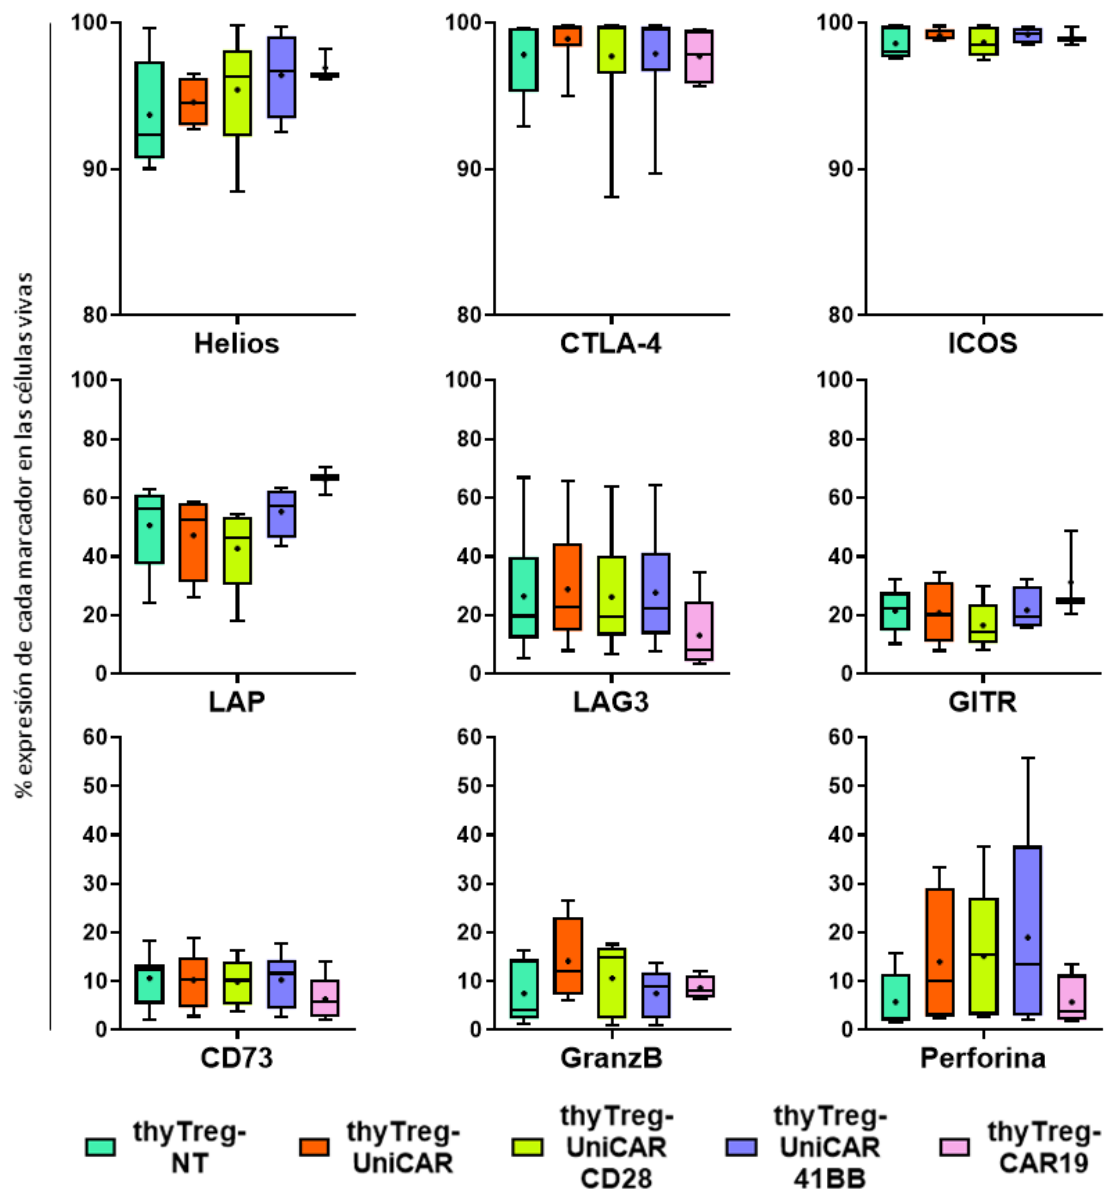 % expresión de cada marcador en las células vivas
100
90
80
Helios
100
90
80
CTLA-4
100
90
80
ICOS
100
80
60
40
20
0
LAP
100
80
60
40
20
0
LAG3
100
80
60
40
20
0
GITR
60
50
40
30
20
10
0
CD73
60
50
40
30
20
10
0
GranzB
60
50
40
30
20
10
0
Perforina
thyTreg-
NT
thyTreg-
UniCAR
thyTreg-
UniCAR
CD28
thyTreg-
UniCAR
41BB
thyTreg-
CAR19